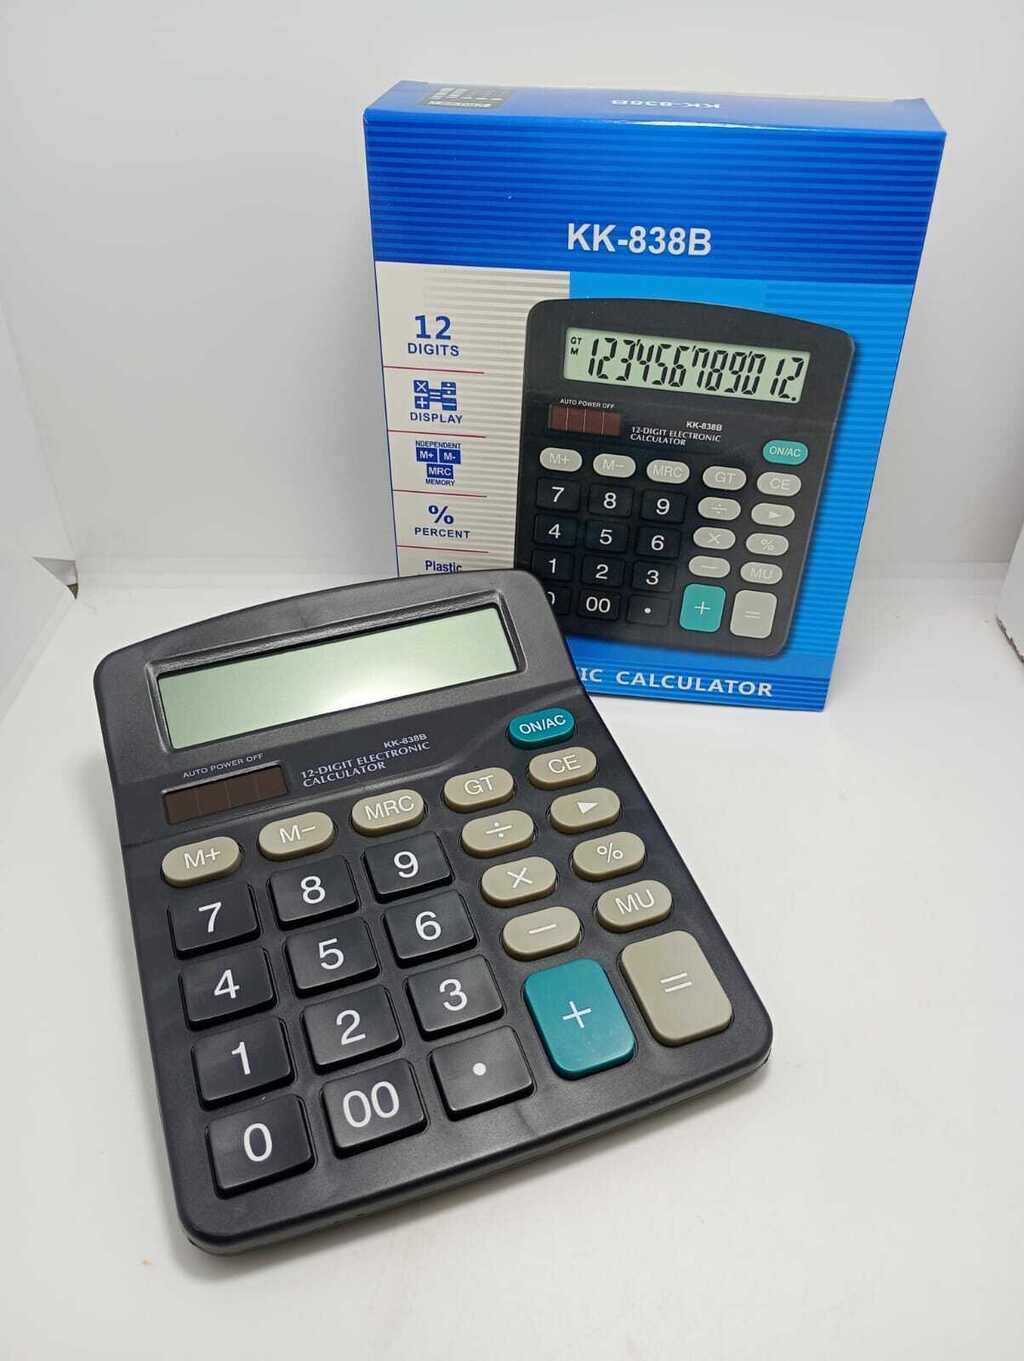 KK-838B
KK-838B
12
DIGITS
DISPLAY
NDEPENDENT
M+ M-
MRC
MEMORY
%
PERCENT
Plastic
GT
M
123456789012.
AUTO POWER OFF
KK-838B
12-DIGIT ELECTRONIC
CALCULATOR
ON/AC
M+ M− MRC GT CE
7 8 9 ÷ ▶
4 5 6 × %
1 2 3 − MU
00 . + =
IC CALCULATOR
AUTO POWER OFF
KK-838B
12-DIGIT ELECTRONIC
CALCULATOR
ON/AC
M+ M− MRC GT CE
7 8 9 ÷ ▶
4 5 6 × %
1 2 3 − MU
0 00 . + =